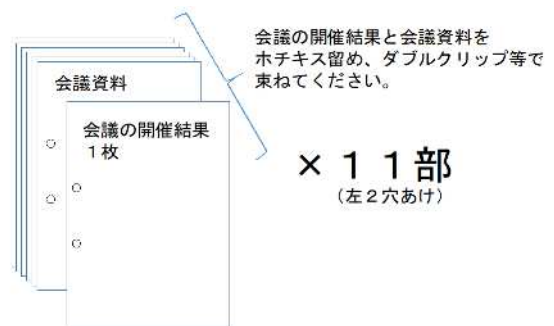 会議の開催結果と会議資料を
ホチキス留め、ダブルクリップ等で
束ねてください。
会議資料
会議の開催結果
１枚
×１１部
（左２穴あけ）